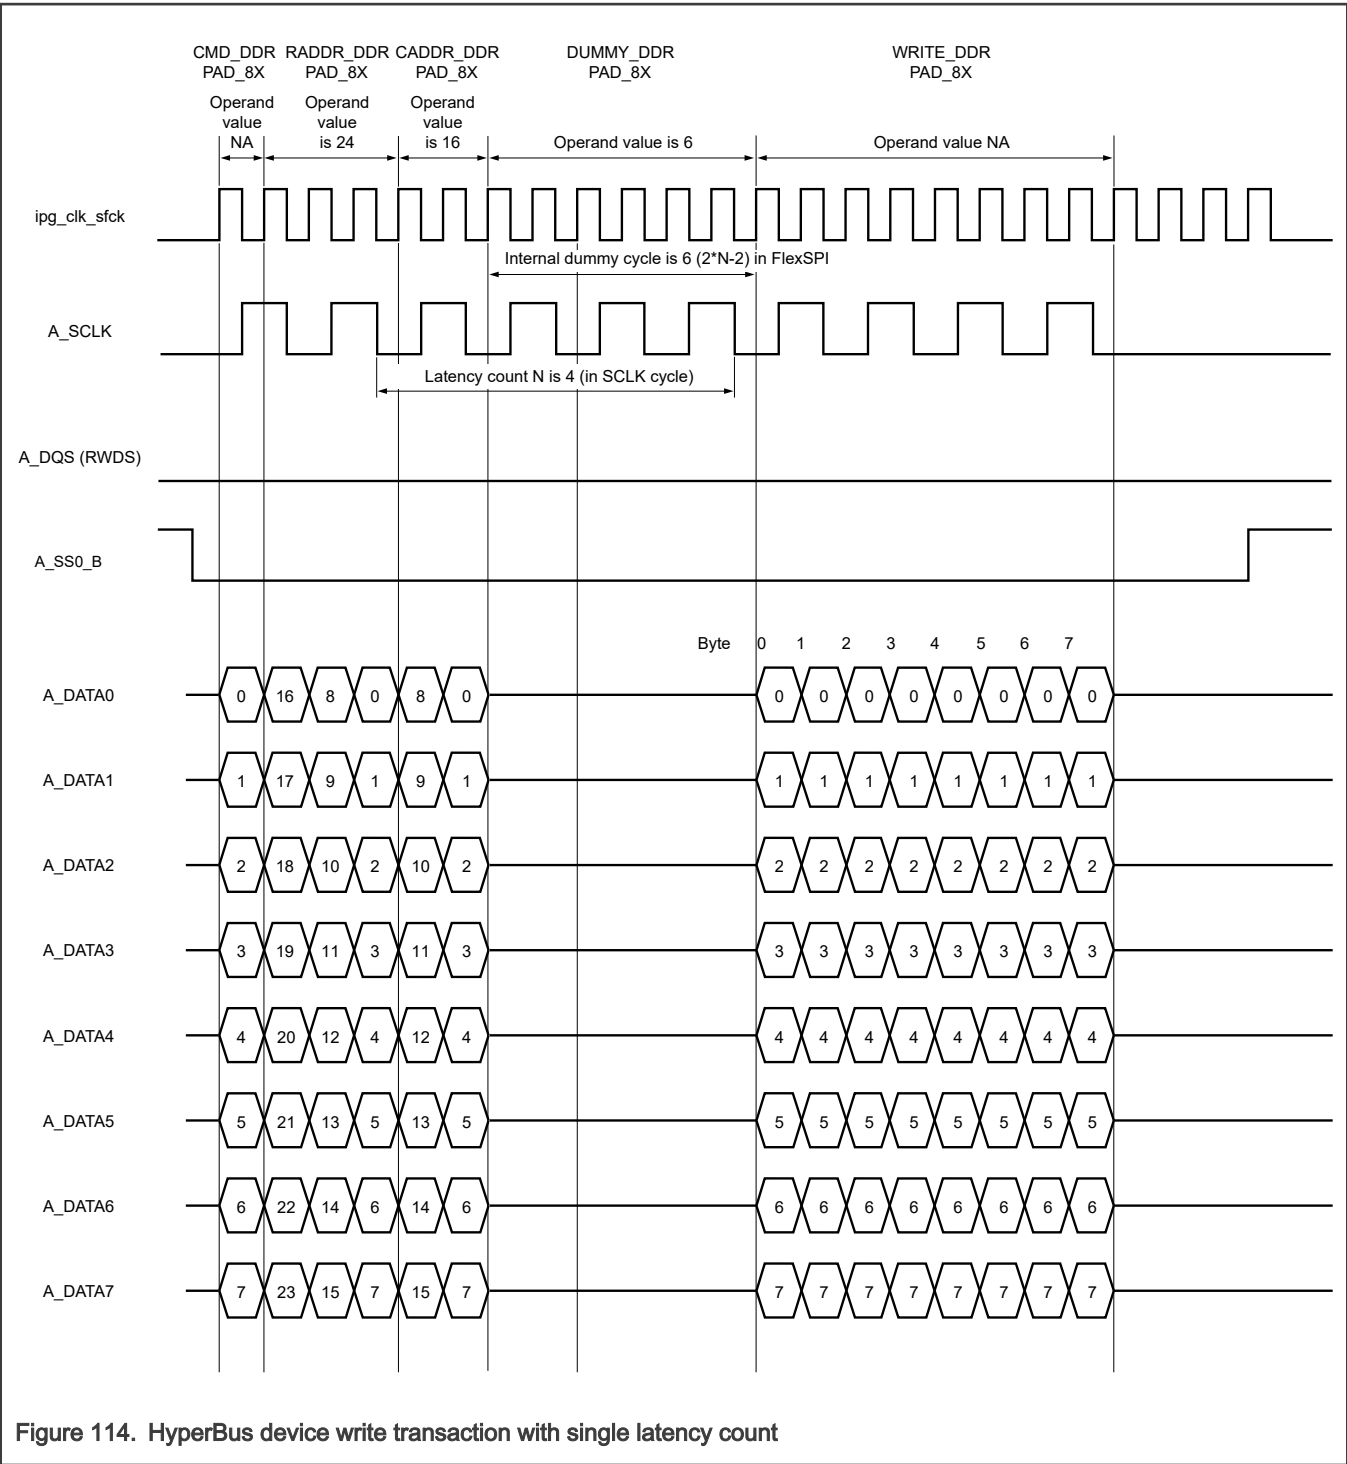 CMD_DDR RADDR_DDR CADDR_DDR DUMMY_DDR WRITE_DDR
PAD_8X PAD_8X PAD_8X PAD_8X PAD_8X
Operand Operand Operand
value value value
NA is 24 is 16 Operand value is 6 Operand value NA
ipg_clk_sfck
Internal dummy cycle is 6 (2*N-2) in FlexSPI
A_SCLK
Latency count N is 4 (in SCLK cycle)
A_DQS (RWDS)
A_SS0_B
Byte 0 1 2 3 4 5 6 7
A_DATA0 0 16 8 0 8 0 0 0 0 0 0 0 0 0
A_DATA1 1 17 9 1 9 1 1 1 1 1 1 1 1 1
A_DATA2 2 18 10 2 10 2 2 2 2 2 2 2 2 2
A_DATA3 3 19 11 3 11 3 3 3 3 3 3 3 3 3
A_DATA4 4 20 12 4 12 4 4 4 4 4 4 4 4 4
A_DATA5 5 21 13 5 13 5 5 5 5 5 5 5 5 5
A_DATA6 6 22 14 6 14 6 6 6 6 6 6 6 6 6
A_DATA7 7 23 15 7 15 7 7 7 7 7 7 7 7 7
Figure 114. HyperBus device write transaction with single latency count